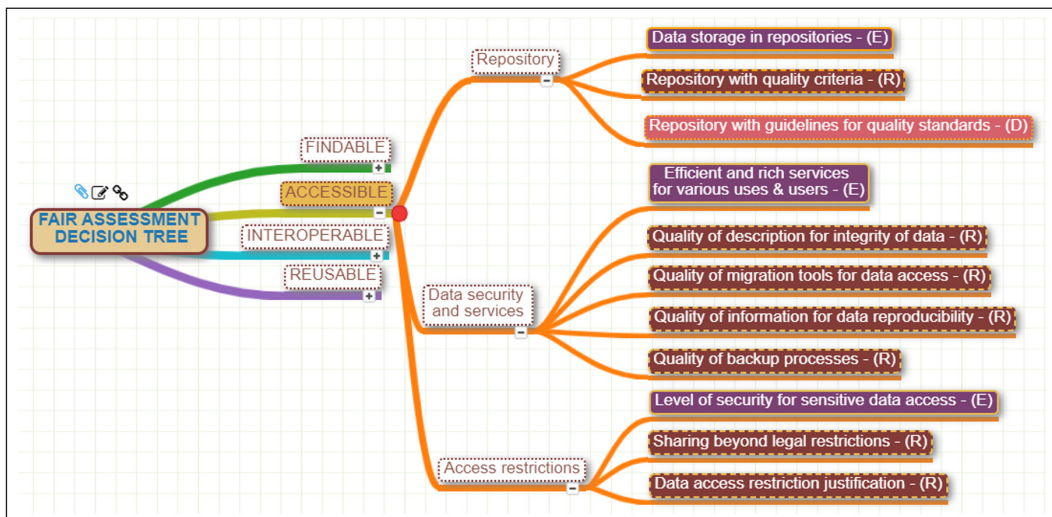 FAIR ASSESSMENT
DECISION TREE
FINDABLE
ACCESSIBLE
INTEROPERABLE
REUSABLE
Repository
Data storage in repositories - (E)
Repository with quality criteria - (R)
Repository with guidelines for quality standards - (D)
Data security
and services
Efficient and rich services
for various uses & users - (E)
Quality of description for integrity of data - (R)
Quality of migration tools for data access - (R)
Quality of information for data reproducibility - (R)
Quality of backup processes - (R)
Access restrictions
Level of security for sensitive data access - (E)
Sharing beyond legal restrictions - (R)
Data access restriction justification - (R)